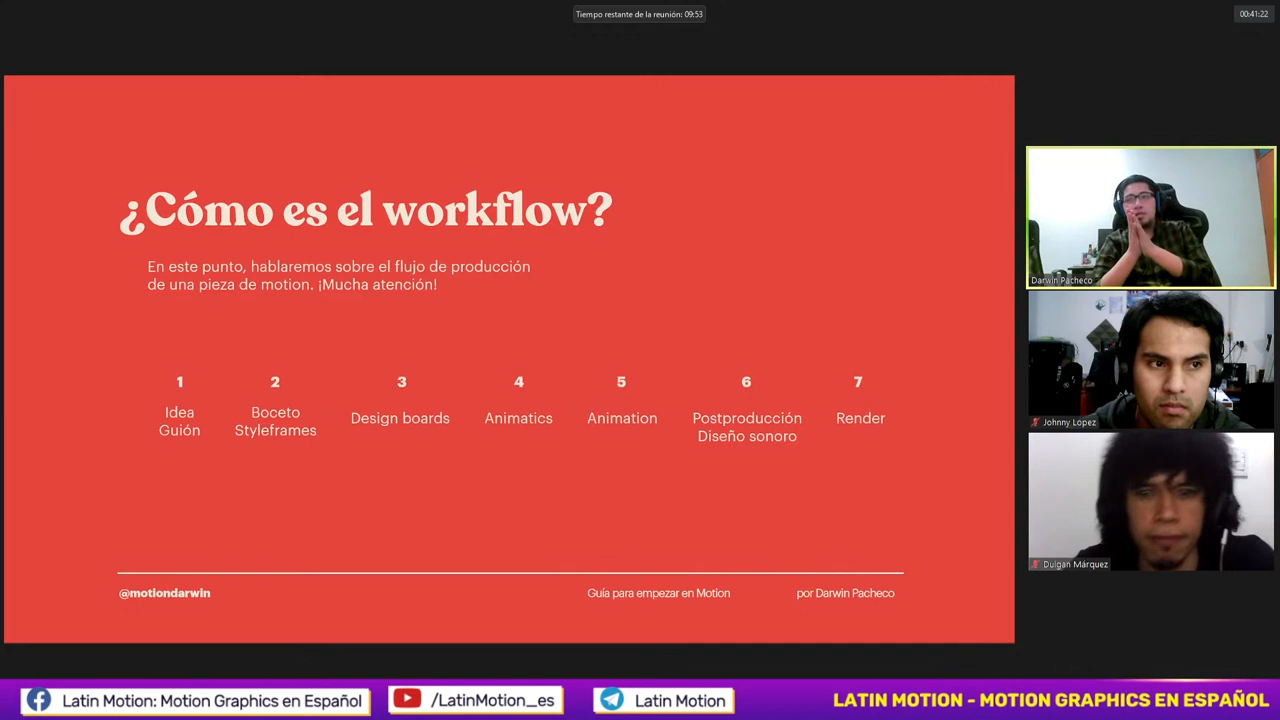 Tiempo restante de la reunión: 09:53
00:41:22
¿Cómo es el workflow?
En este punto, hablaremos sobre el flujo de producción
de una pieza de motion. ¡Mucha atención!
1
Idea
Guión
2
Boceto
Styleframes
3
Design boards
4
Animatics
5
Animation
6
Postproducción
Diseño sonoro
7
Render
@motiondarwin
Guía para empezar en Motion
por Darwin Pacheco
Darwin Pacheco
Johnny Lopez
Dulgan Márquez
Latin Motion: Motion Graphics en Español
/LatinMotion_es
Latin Motion
LATIN MOTION - MOTION GRAPHICS EN ESPAÑOL